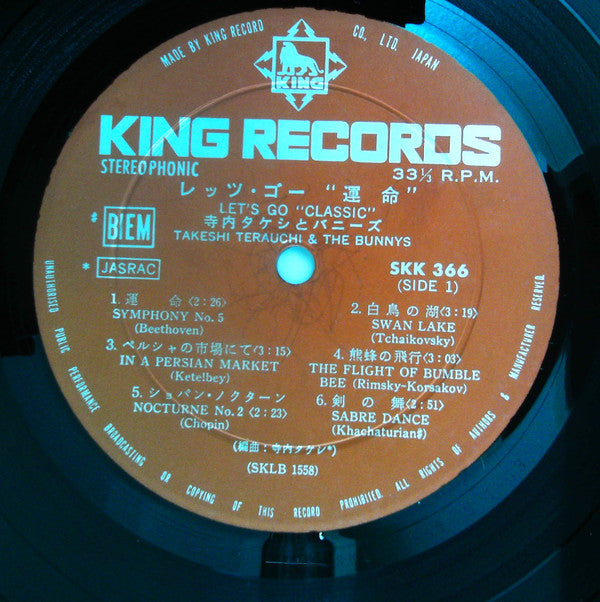 MADE BY KING RECORD CO., LTD. JAPAN
KING
KING RECORDS
STEREOPHONIC
33⅓ R.P.M.
レッツ・ゴー “運命”
LET'S GO "CLASSIC"
寺内タケシとバニーズ
TAKESHI TERAUCHI & THE BUNNYS
# BIEM
* JASRAC
SKK 366
(SIDE 1)
1. 運 命 <2:26>
SYMPHONY No. 5
(Beethoven)
2. 白鳥の湖 <3:19>
SWAN LAKE
(Tchaikovsky)
3. ペルシャの市場にて <3:15>
IN A PERSIAN MARKET
(Ketelbey)
4. 熊蜂の飛行 <3:03>
THE FLIGHT OF BUMBLE
BEE (Rimsky-Korsakov)
5. ショパン・ノクターン
NOCTURNE No. 2 <2:23>
(Chopin)
6. 剣の舞 <2:51>
SABRE DANCE
(Khachaturian#)
(編曲:寺内タケシ*)
(SKLB 1558)
UNAUTHORISED PUBLIC PERFORMANCE BROADCASTING OR COPYING OF THIS RECORD PROHIBITED. ALL RIGHTS OF AUTHORS & MANUFACTURER RESERVED.